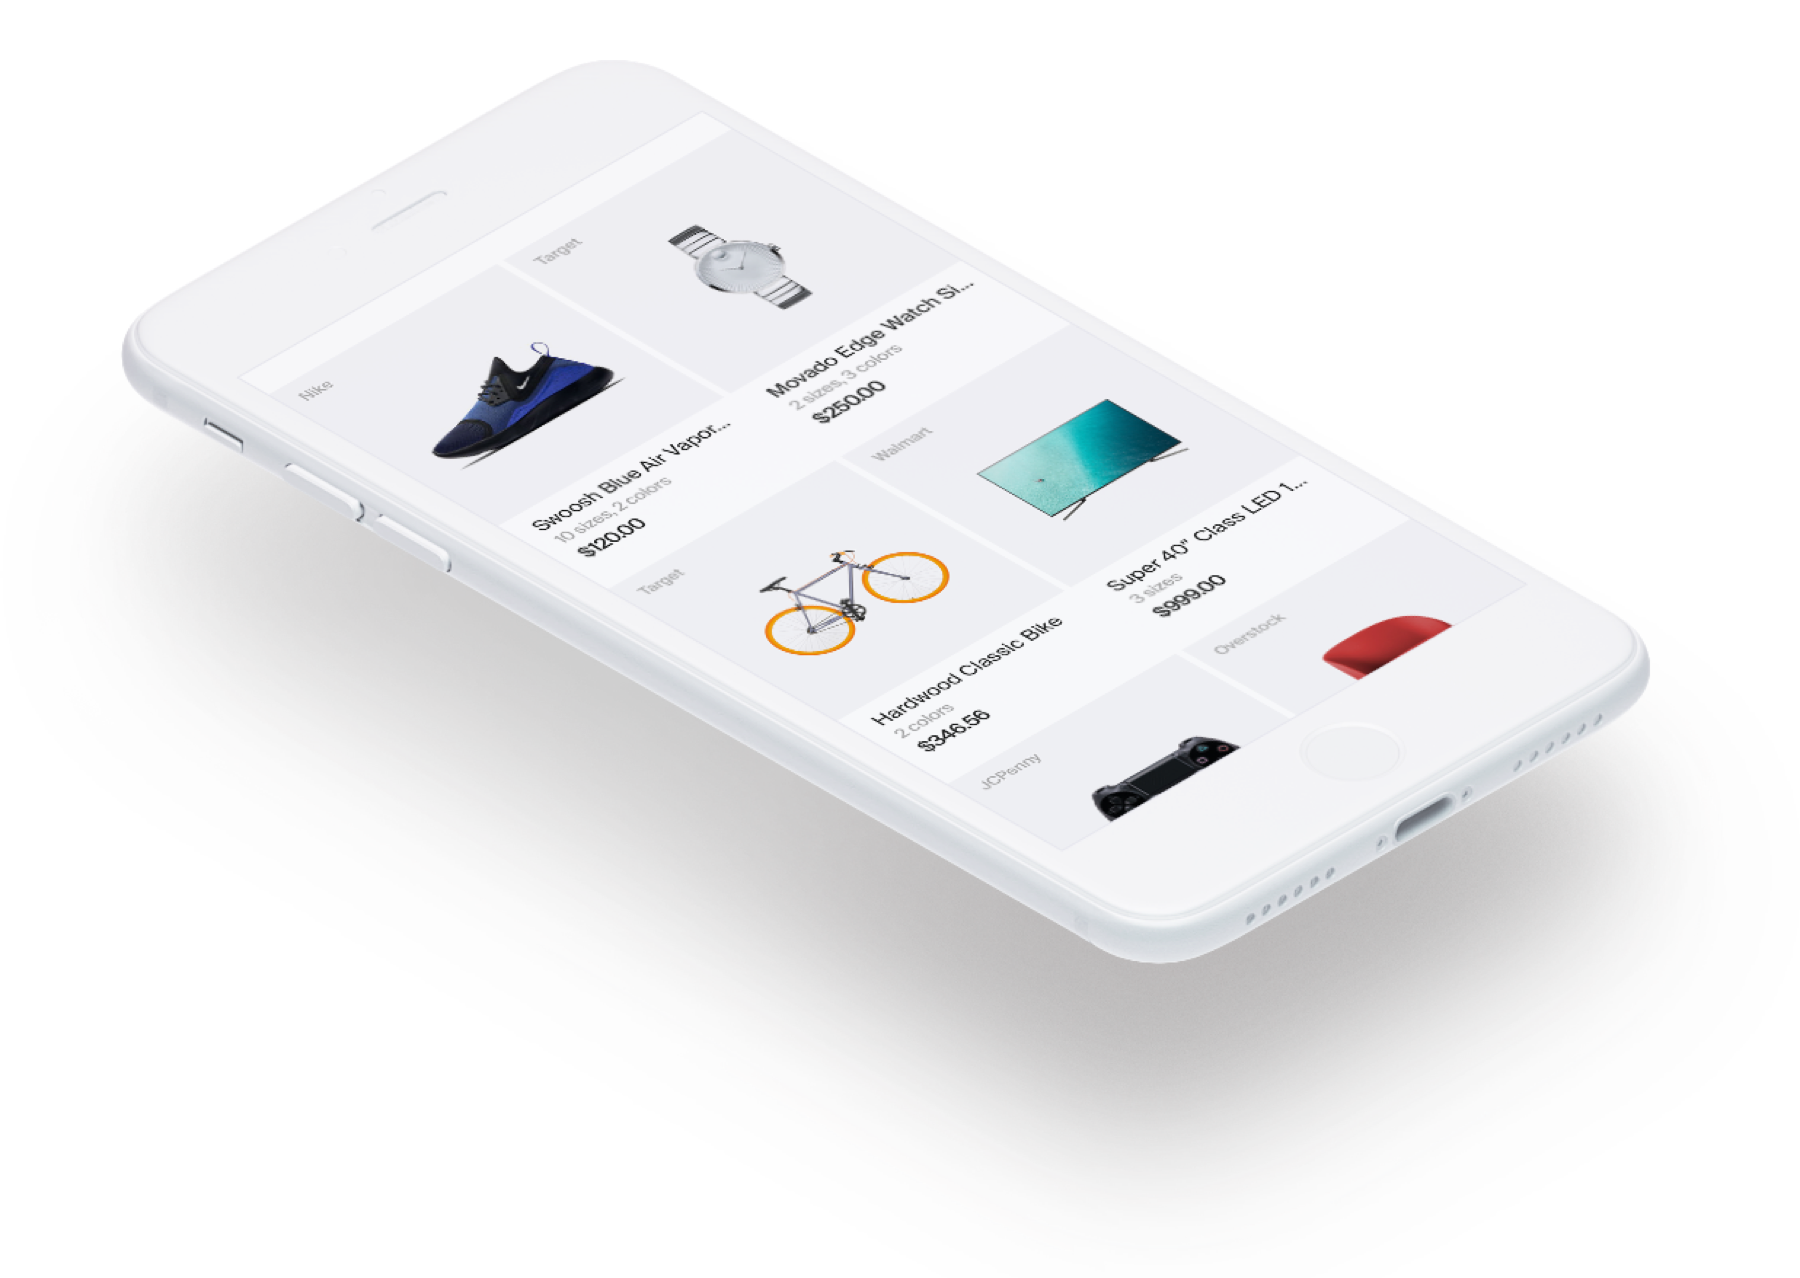 Nike
Swoosh Blue Air Vapor...
10 sizes, 2 colors
$120.00
Target
Movado Edge Watch Si...
2 sizes, 3 colors
$250.00
Target
Hardwood Classic Bike
2 colors
$346.56
Walmart
Super 40" Class LED 1...
3 sizes
$999.00
JCPenny
Overstock